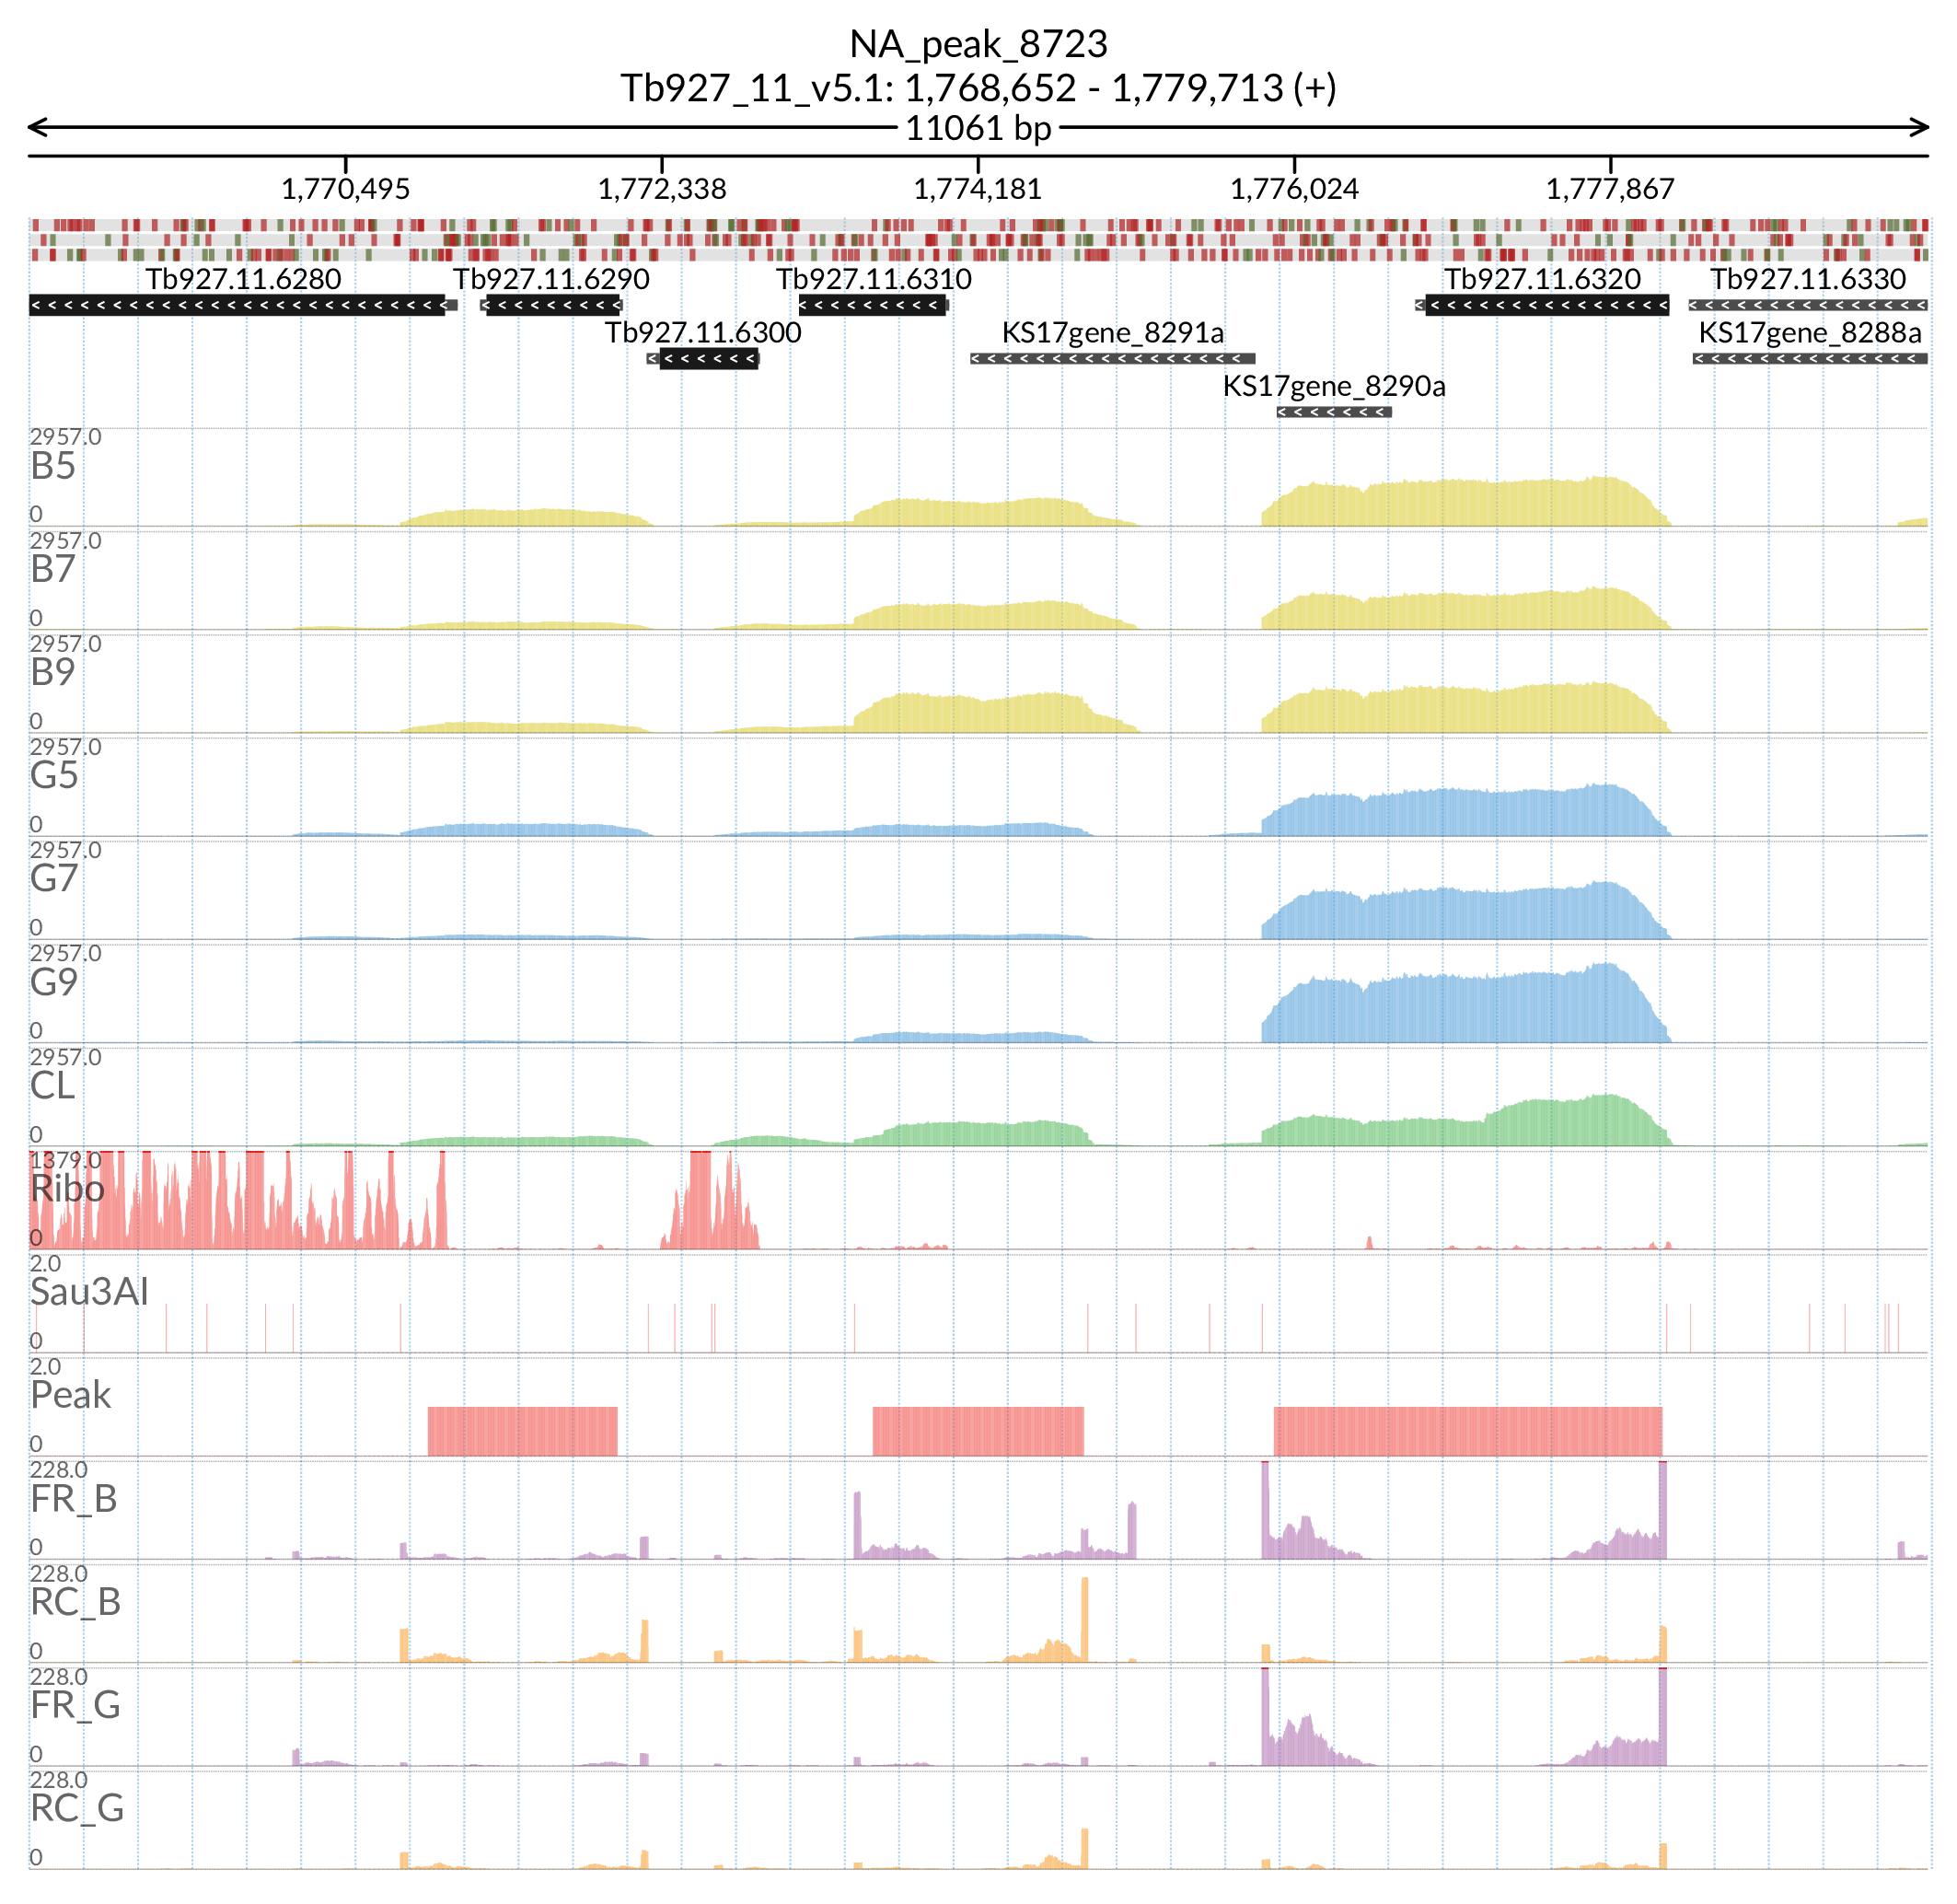 NA_peak_8723
Tb927_11_v5.1: 1,768,652 - 1,779,713 (+)
11061 bp
1,770,495 1,772,338 1,774,181 1,776,024 1,777,867
Tb927.11.6280 Tb927.11.6290 Tb927.11.6310 Tb927.11.6320 Tb927.11.6330
Tb927.11.6300 KS17gene_8291a KS17gene_8288a
KS17gene_8290a
2957.0
B5
0
2957.0
B7
0
2957.0
B9
0
2957.0
G5
0
2957.0
G7
0
2957.0
G9
0
2957.0
CL
0
1379.0
Ribo
0
2.0
Sau3AI
0
2.0
Peak
0
228.0
FR_B
0
228.0
RC_B
0
228.0
FR_G
0
228.0
RC_G
0